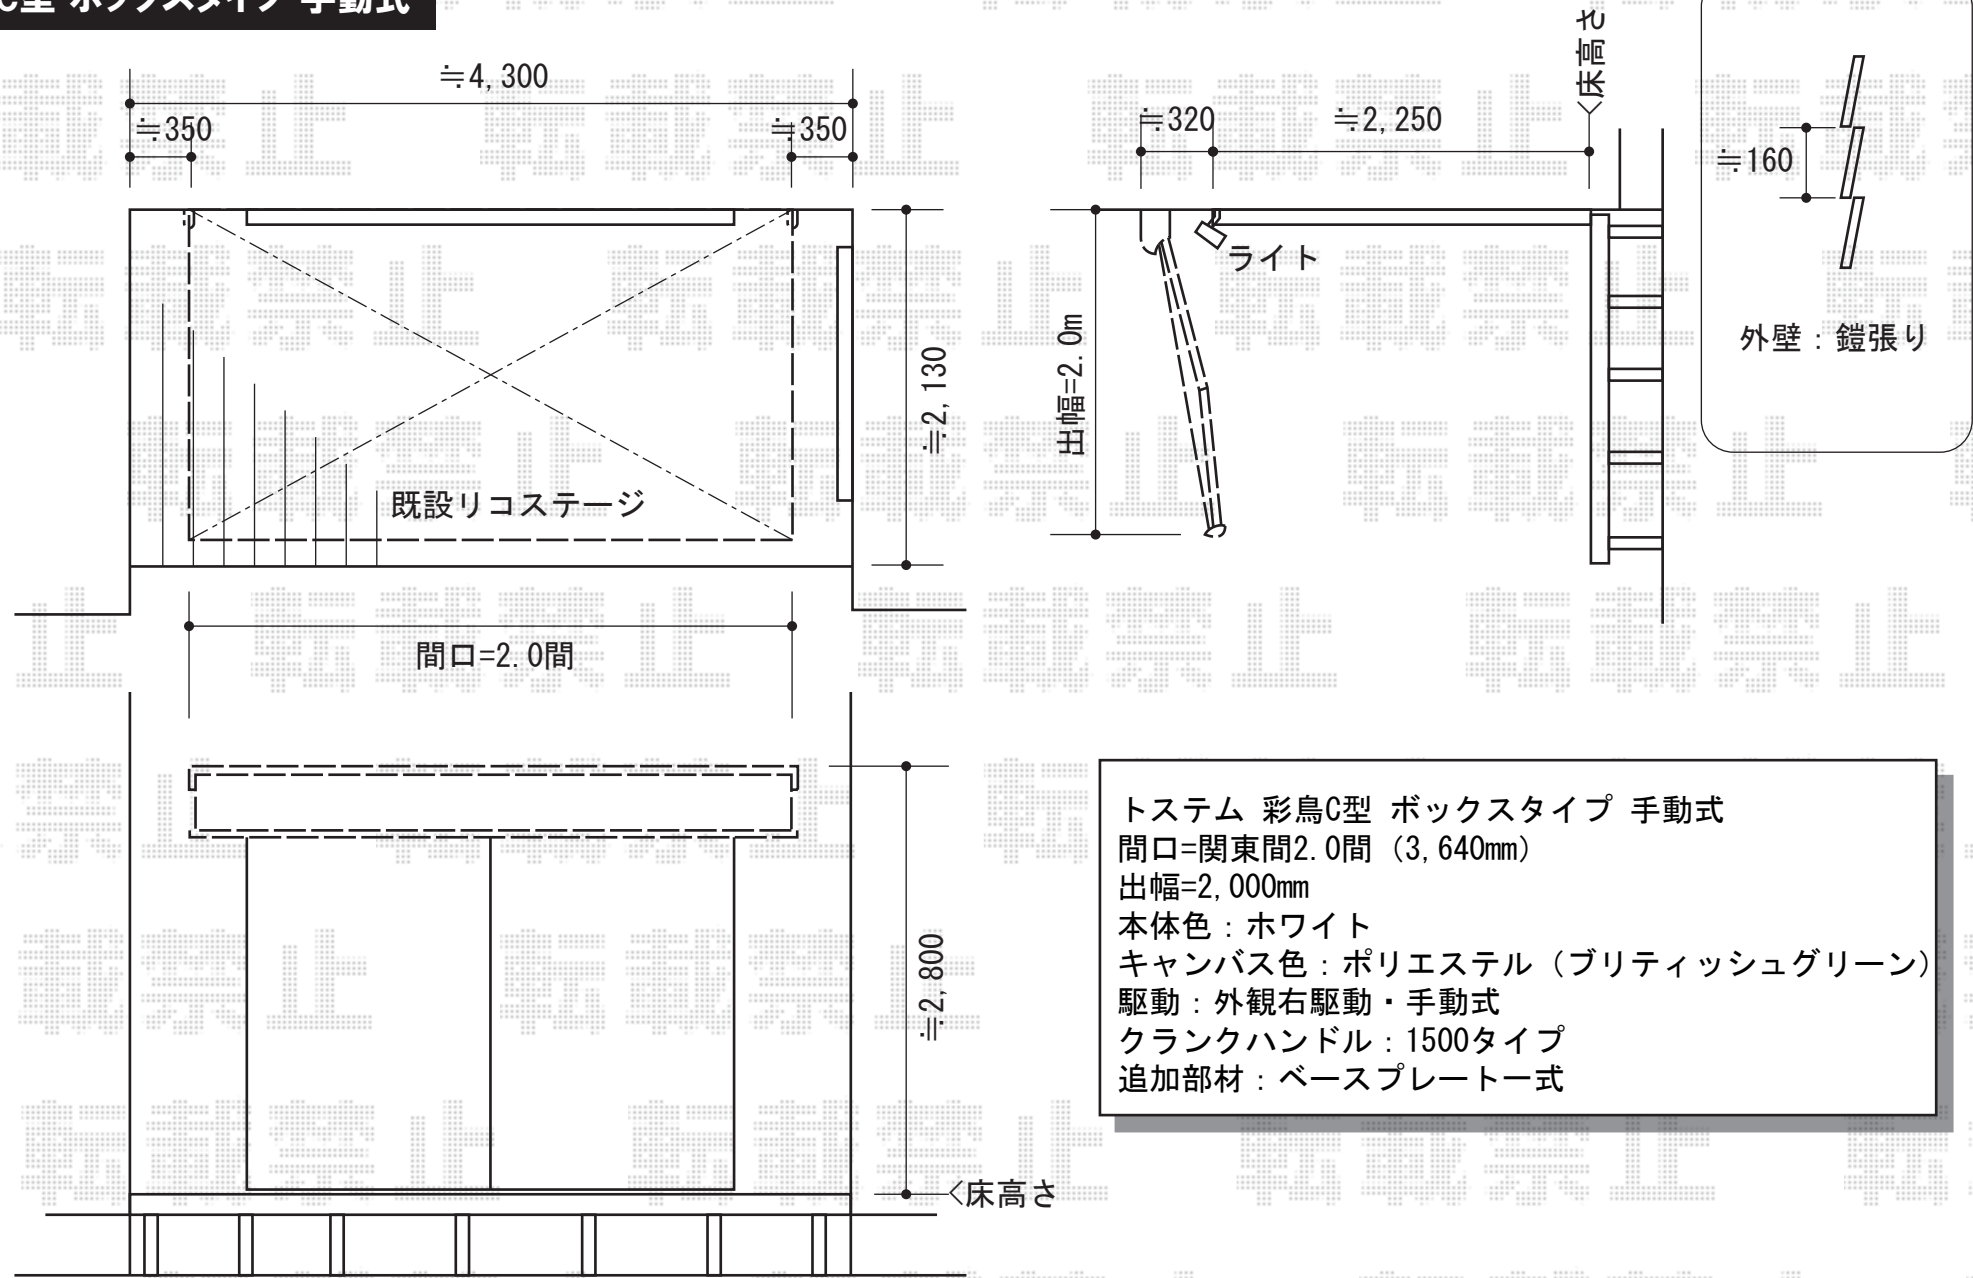 C型 ボックスタイプ 手動式
≒4,300
≒350
≒350
既設リコステージ
≒2,130
間口=2.0間
≒2,800
<床高さ
≒320
≒2,250
<床高さ
ライト
出幅=2.0m
≒160
外壁：鎧張り
トステム 彩鳥C型 ボックスタイプ 手動式
間口=関東間2.0間（3,640mm）
出幅=2,000mm
本体色：ホワイト
キャンバス色：ポリエステル（ブリティッシュグリーン）
駆動：外観右駆動・手動式
クランクハンドル：1500タイプ
追加部材：ベースプレート一式
転載禁止